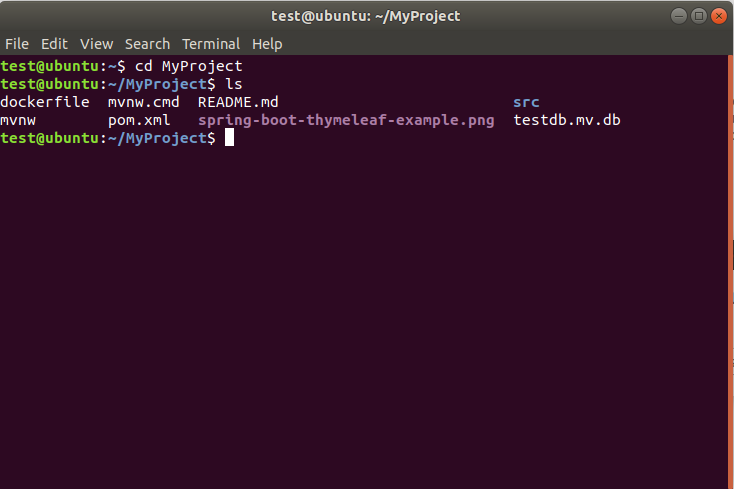 test@ubuntu: ~/MyProject
File Edit View Search Terminal Help
test@ubuntu:~$ cd MyProject
test@ubuntu:~/MyProject$ ls
dockerfile mvnw.cmd README.md src
mvnw pom.xml spring-boot-thymeleaf-example.png testdb.mv.db
test@ubuntu:~/MyProject$